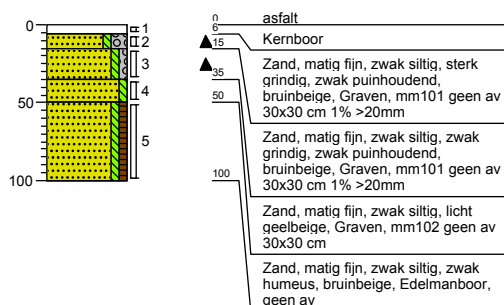 0
50
100
1
2
3
4
5
0
asfalt
6
Kernboor
15
Zand, matig fijn, zwak siltig, sterk
grindig, zwak puinhoudend,
bruinbeige, Graven, mm101 geen av
30x30 cm 1% >20mm
35
Zand, matig fijn, zwak siltig, zwak
grindig, zwak puinhoudend,
bruinbeige, Graven, mm101 geen av
30x30 cm 1% >20mm
50
Zand, matig fijn, zwak siltig, licht
geelbeige, Graven, mm102 geen av
30x30 cm
100
Zand, matig fijn, zwak siltig, zwak
humeus, bruinbeige, Edelmanboor,
geen av